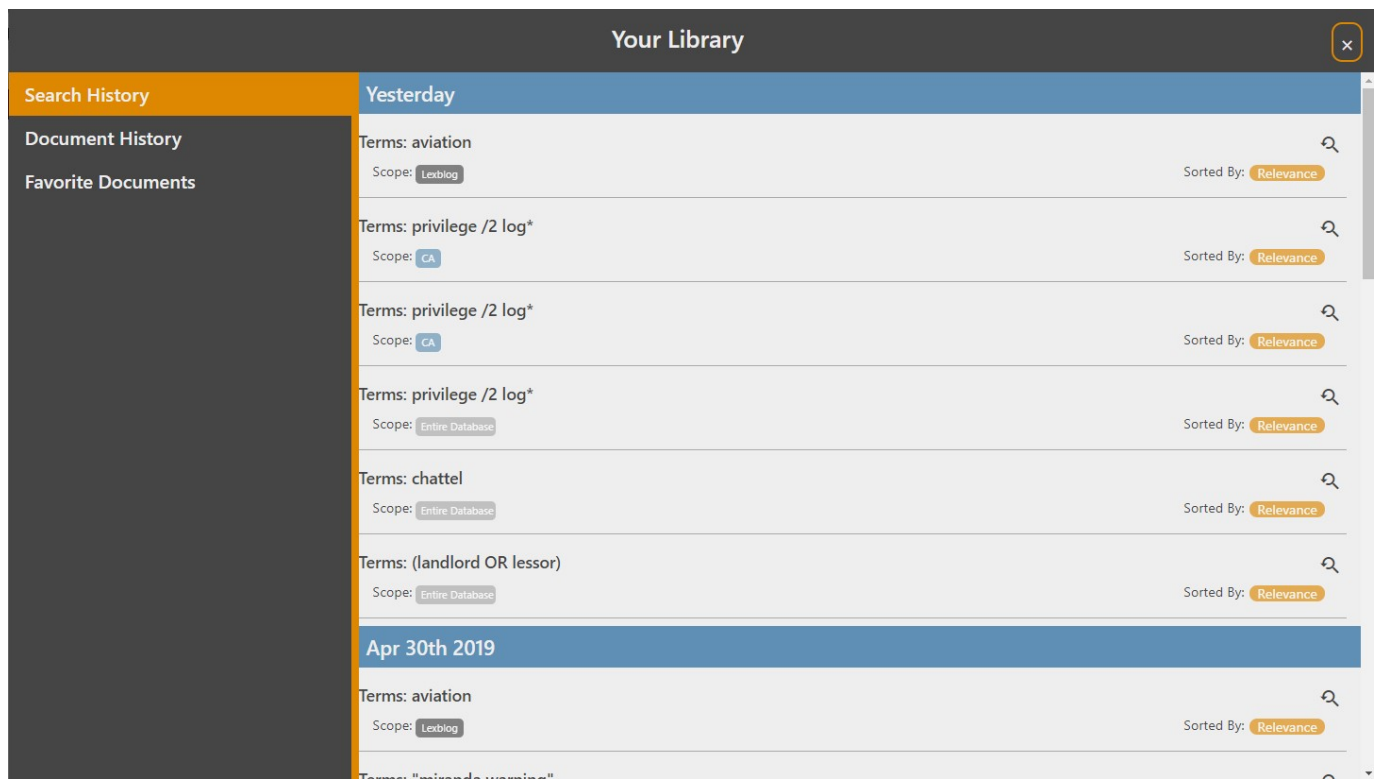 Your Library
×
Search History
Document History
Favorite Documents
Yesterday
Terms: aviation
Scope: Lexblog Sorted By: Relevance
Terms: privilege /2 log*
Scope: CA Sorted By: Relevance
Terms: privilege /2 log*
Scope: CA Sorted By: Relevance
Terms: privilege /2 log*
Scope: Entire Database Sorted By: Relevance
Terms: chattel
Scope: Entire Database Sorted By: Relevance
Terms: (landlord OR lessor)
Scope: Entire Database Sorted By: Relevance
Apr 30th 2019
Terms: aviation
Scope: Lexblog Sorted By: Relevance
Terms: "miranda warning"